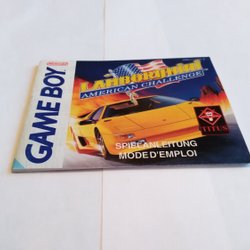 GAME BOY
Lamborghini
AMERICAN CHALLENGE
TITUS
SPIELANLEITUNG
MODE D'EMPLOI